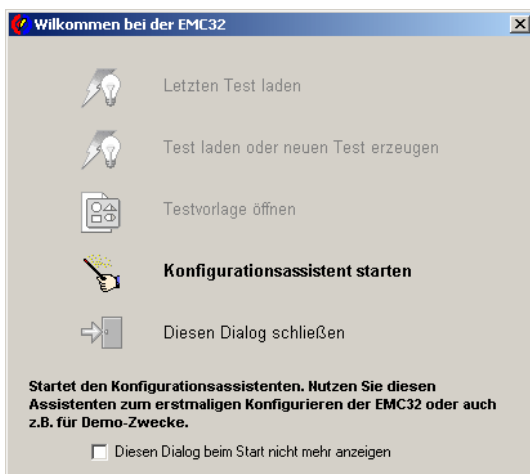 Wilkommen bei der EMC32
Letzten Test laden
Test laden oder neuen Test erzeugen
Testvorlage öffnen
Konfigurationsassistent starten
Diesen Dialog schließen
Startet den Konfigurationsassistenten. Nutzen Sie diesen
Assistenten zum erstmaligen Konfigurieren der EMC32 oder auch
z.B. für Demo-Zwecke.
Diesen Dialog beim Start nicht mehr anzeigen